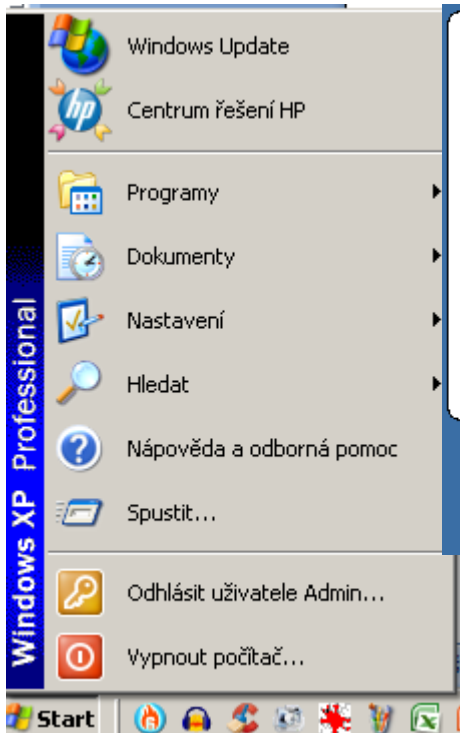 Windows Update
hp
Centrum řešení HP
Programy
Dokumenty
Nastavení
Hledat
Nápověda a odborná pomoc
Spustit...
Odhlásit uživatele Admin...
Vypnout počítač...
Windows XP Professional
Start